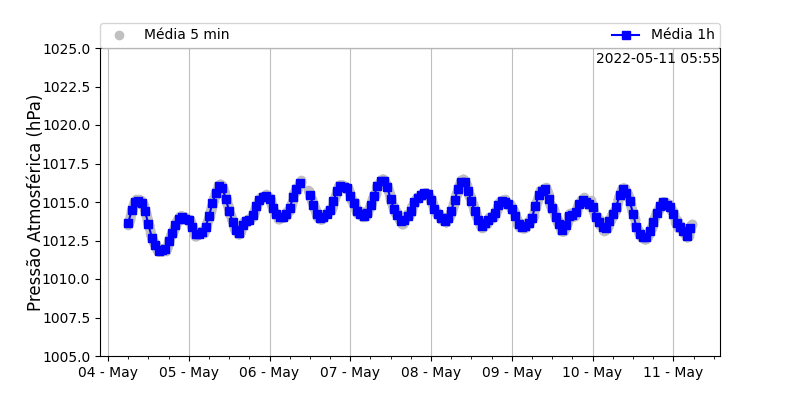 Média 5 min
Média 1h
2022-05-11 05:55
Pressão Atmosférica (hPa)
1025.0
1022.5
1020.0
1017.5
1015.0
1012.5
1010.0
1007.5
1005.0
04 - May
05 - May
06 - May
07 - May
08 - May
09 - May
10 - May
11 - May